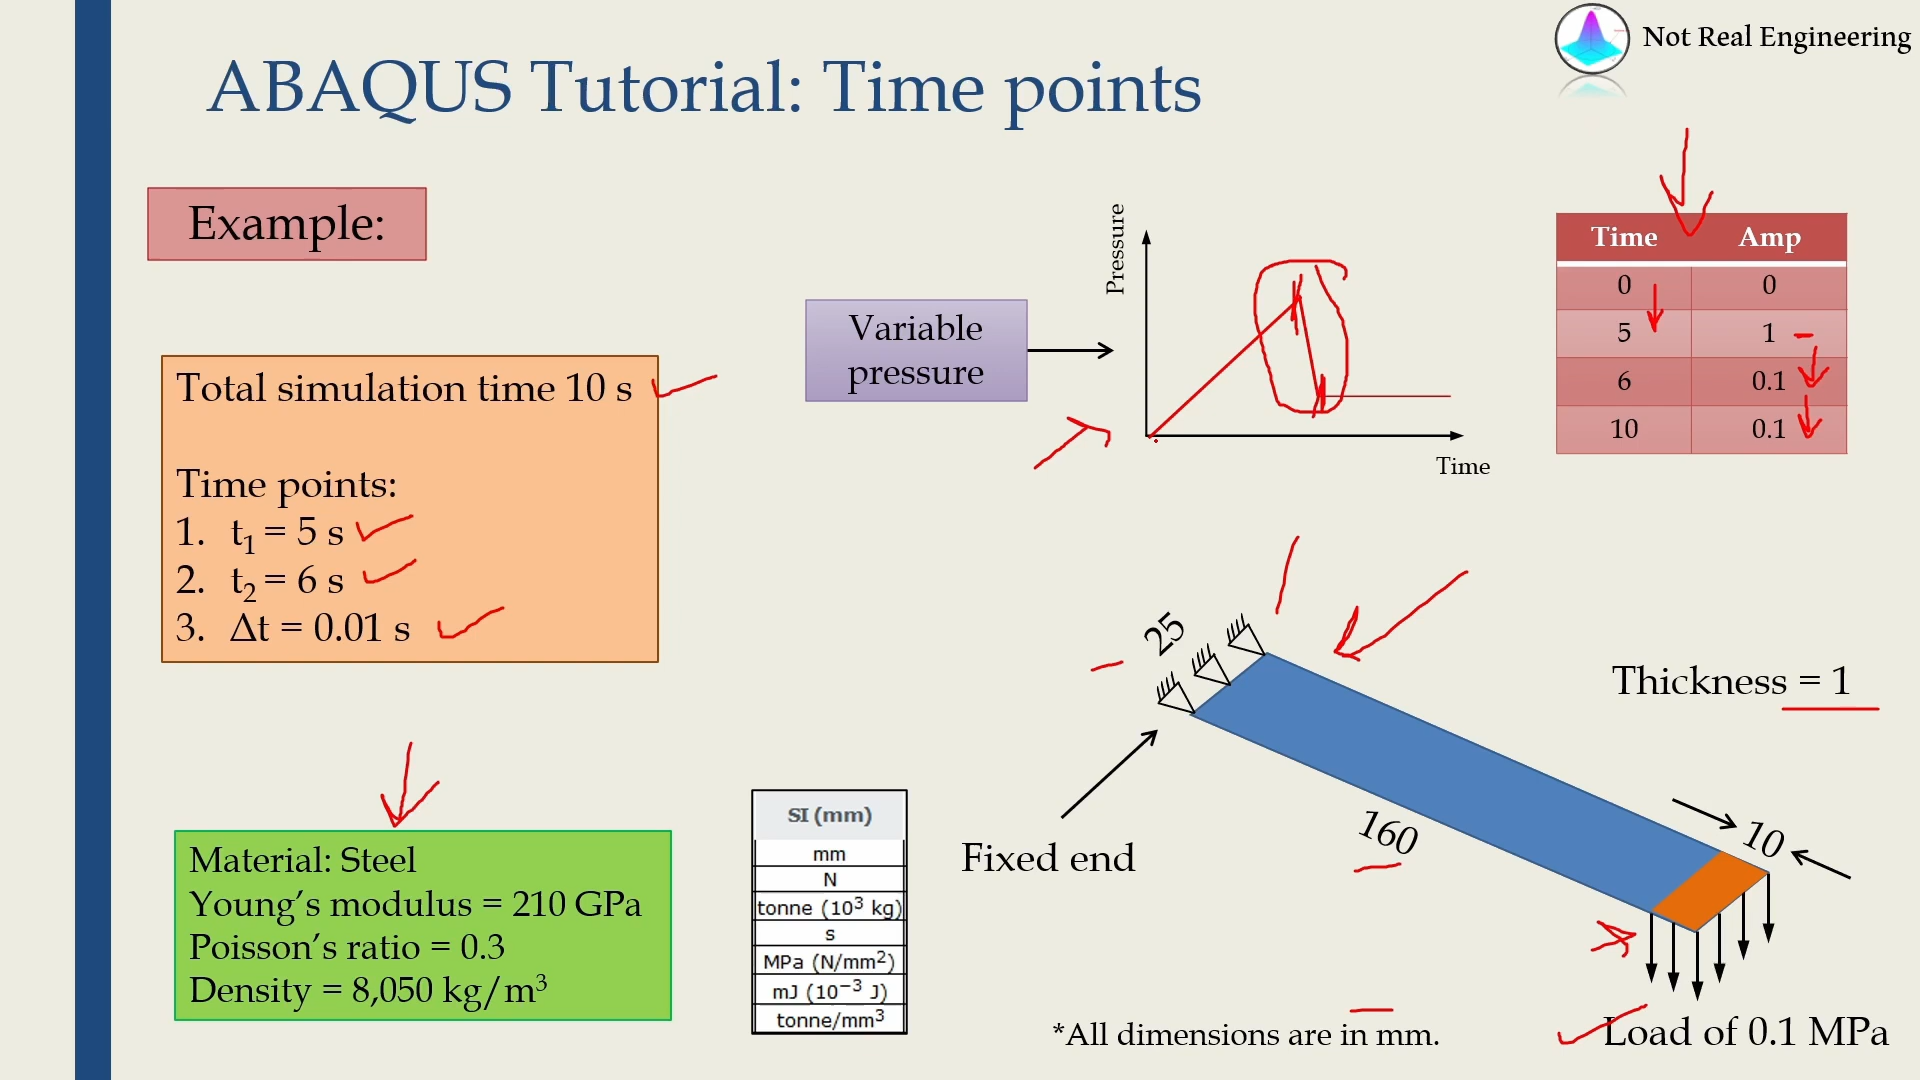 Not Real Engineering
ABAQUS Tutorial: Time points
Example:
Total simulation time 10 s
Time points:
1. t₁ = 5 s
2. t₂ = 6 s
3. Δt = 0.01 s
Variable
pressure
Pressure
Time
Time Amp
0 0
5 1
6 0.1
10 0.1
Material: Steel
Young’s modulus = 210 GPa
Poisson’s ratio = 0.3
Density = 8,050 kg/m³
SI (mm)
mm
N
tonne (10³ kg)
s
MPa (N/mm²)
mJ (10⁻³ J)
tonne/mm³
25
Thickness = 1
160
10
Fixed end
Load of 0.1 MPa
*All dimensions are in mm.